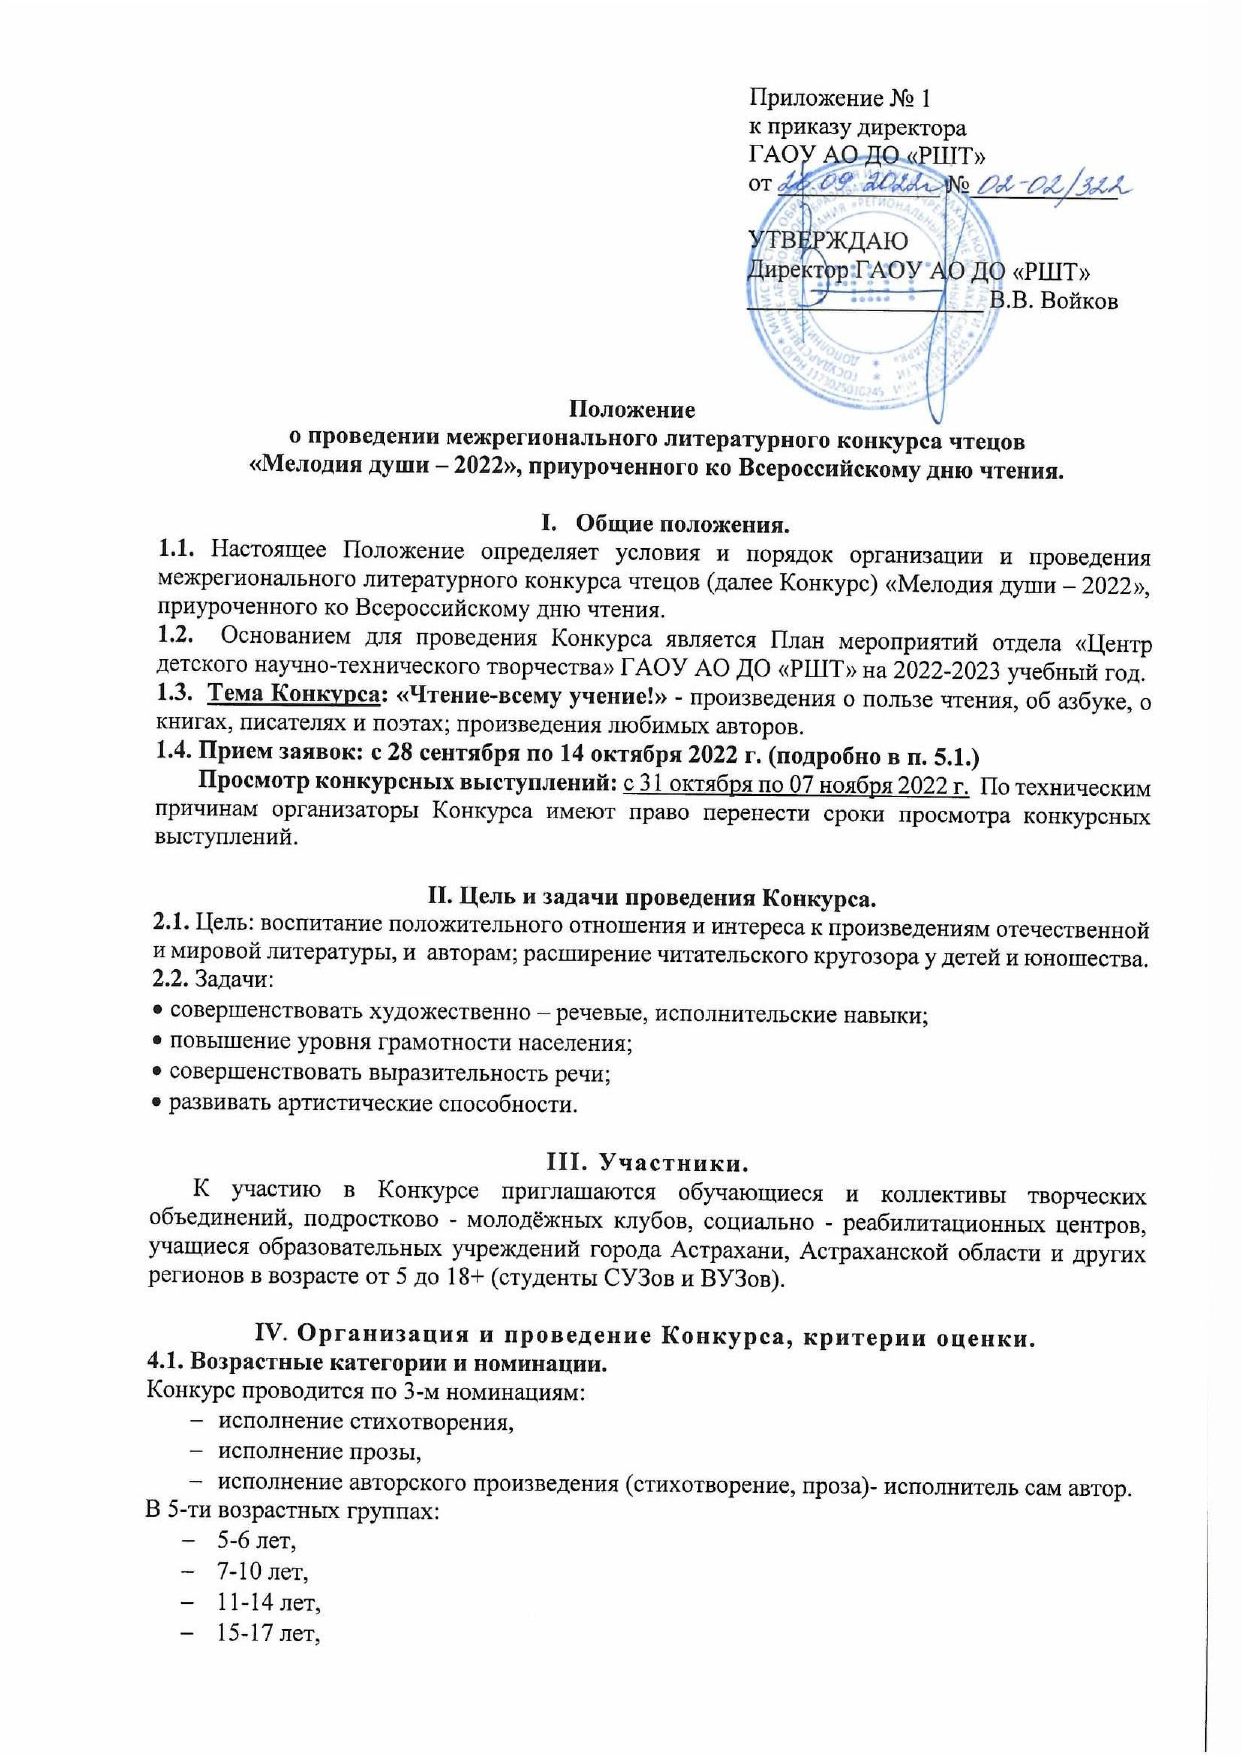 Приложение № 1
к приказу директора
ГАОУ АО ДО «РШТ»
от 28.09.2022г № 02-02/322
УТВЕРЖДАЮ
Директор ГАОУ АО ДО «РШТ»
В.В. Войков
Положение
о проведении межрегионального литературного конкурса чтецов
«Мелодия души – 2022», приуроченного ко Всероссийскому дню чтения.
I. Общие положения.
1.1. Настоящее Положение определяет условия и порядок организации и проведения
межрегионального литературного конкурса чтецов (далее Конкурс) «Мелодия души – 2022»,
приуроченного ко Всероссийскому дню чтения.
1.2. Основанием для проведения Конкурса является План мероприятий отдела «Центр
детского научно-технического творчества» ГАОУ АО ДО «РШТ» на 2022-2023 учебный год.
1.3. Тема Конкурса: «Чтение-всему учение!» - произведения о пользе чтения, об азбуке, о
книгах, писателях и поэтах; произведения любимых авторов.
1.4. Прием заявок: с 28 сентября по 14 октября 2022 г. (подробно в п. 5.1.)
Просмотр конкурсных выступлений: с 31 октября по 07 ноября 2022 г. По техническим
причинам организаторы Конкурса имеют право перенести сроки просмотра конкурсных
выступлений.
II. Цель и задачи проведения Конкурса.
2.1. Цель: воспитание положительного отношения и интереса к произведениям отечественной
и мировой литературы, и авторам; расширение читательского кругозора у детей и юношества.
2.2. Задачи:
• совершенствовать художественно – речевые, исполнительские навыки;
• повышение уровня грамотности населения;
• совершенствовать выразительность речи;
• развивать артистические способности.
III. Участники.
К участию в Конкурсе приглашаются обучающиеся и коллективы творческих
объединений, подростково - молодёжных клубов, социально - реабилитационных центров,
учащиеся образовательных учреждений города Астрахани, Астраханской области и других
регионов в возрасте от 5 до 18+ (студенты СУЗов и ВУЗов).
IV. Организация и проведение Конкурса, критерии оценки.
4.1. Возрастные категории и номинации.
Конкурс проводится по 3-м номинациям:
– исполнение стихотворения,
– исполнение прозы,
– исполнение авторского произведения (стихотворение, проза)- исполнитель сам автор.
В 5-ти возрастных группах:
– 5-6 лет,
– 7-10 лет,
– 11-14 лет,
– 15-17 лет,